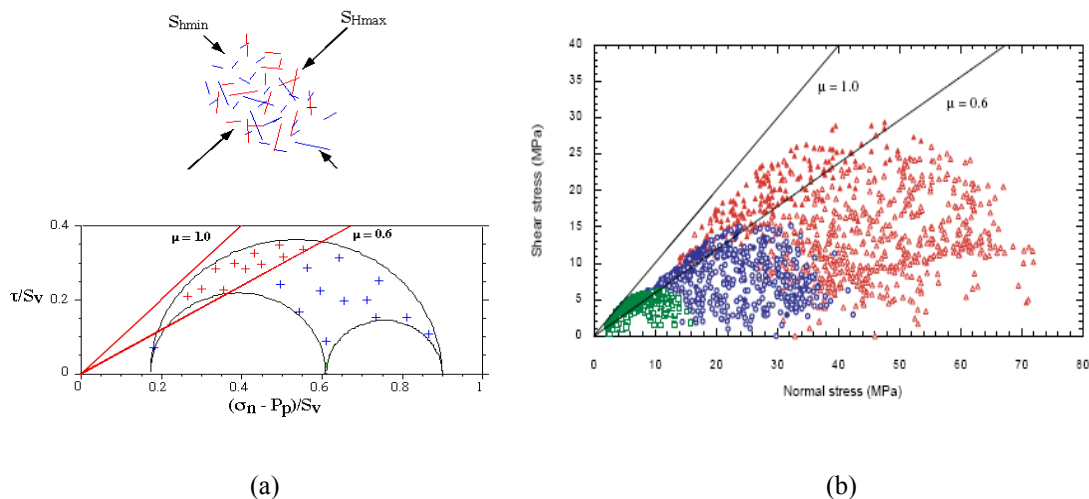 Shmin
SHmax
0.4
μ = 1.0
μ = 0.6
τ/Sv
0.2
0
0
0.2
0.4
0.6
0.8
1
(σn - Pp)/Sv
(a)
(b)
40
35
30
25
20
15
10
5
0
Shear stress (MPa)
μ = 1.0
μ = 0.6
0 10 20 30 40 50 60 70 80
Normal stress (MPa)